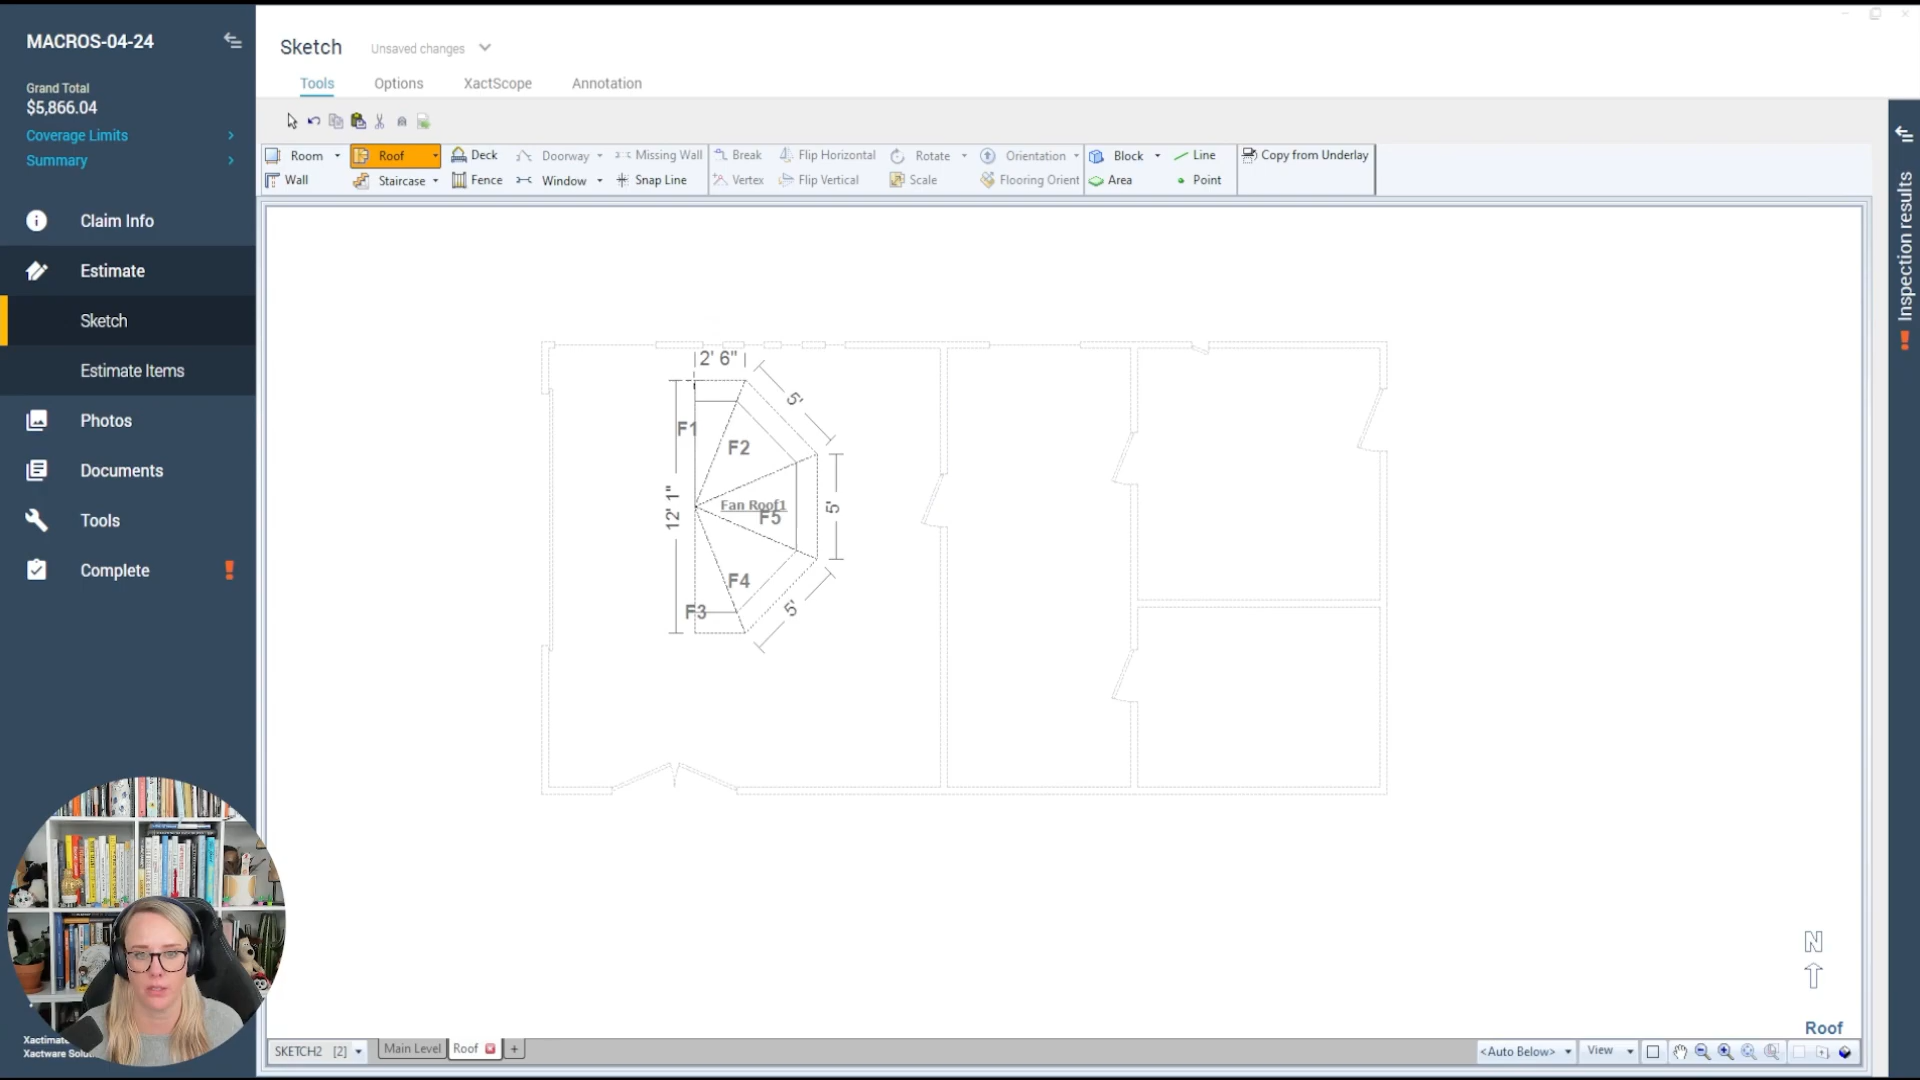 MACROS-04-24
Grand Total
$5,866.04
Coverage Limits
Summary
Claim Info
Estimate
Sketch
Estimate Items
Photos
Documents
Tools
Complete
Xactimate
Sketch
Unsaved changes
Tools
Options
XactScope
Annotation
Room
Roof
Deck
Doorway
Missing Wall
Break
Flip Horizontal
Rotate
Orientation
Block
Line
Copy from Underlay
Wall
Staircase
Fence
Window
Snap Line
Vertex
Flip Vertical
Scale
Flooring Orient
Area
Point
2' 6"
5'
F1
F2
12' 1"
Fan Roof1
F5
5'
F4
F3
5'
N
Roof
SKETCH2 [2]
Main Level
Roof
+
<Auto Below>
View
Inspection results